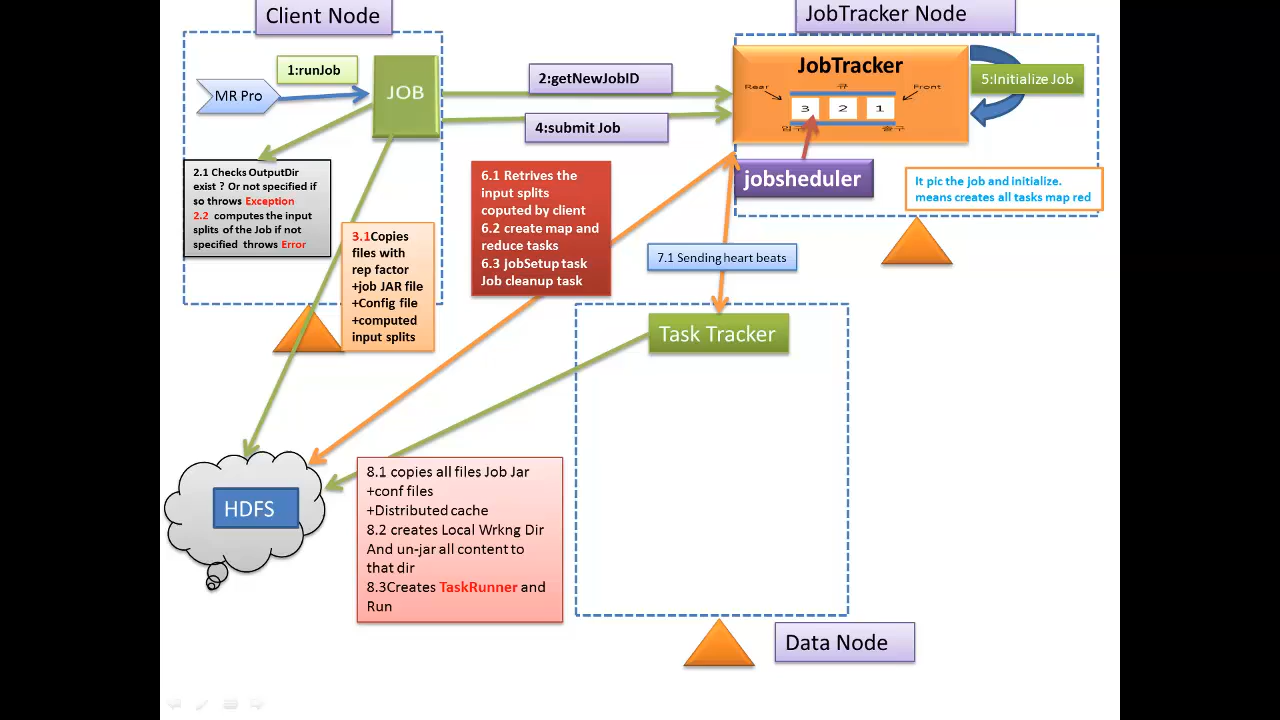 Client Node
JobTracker Node
1:runJob
MR Pro
JOB
2:getNewJobID
4:submit Job
JobTracker
Rear
큐
Front
3 2 1
입구
출구
5:Initialize Job
jobsheduler
It pic the job and initialize.
means creates all tasks map red
2.1 Checks OutputDir
exist ? Or not specified if
so throws Exception
2.2 computes the input
splits of the Job if not
specified throws Error
3.1Copies
files with
rep factor
+job JAR file
+Config file
+computed
input splits
6.1 Retrives the
input splits
coputed by client
6.2 create map and
reduce tasks
6.3 JobSetup task
Job cleanup task
7.1 Sending heart beats
Task Tracker
HDFS
8.1 copies all files Job Jar
+conf files
+Distributed cache
8.2 creates Local Wrkng Dir
And un-jar all content to
that dir
8.3Creates TaskRunner and
Run
Data Node